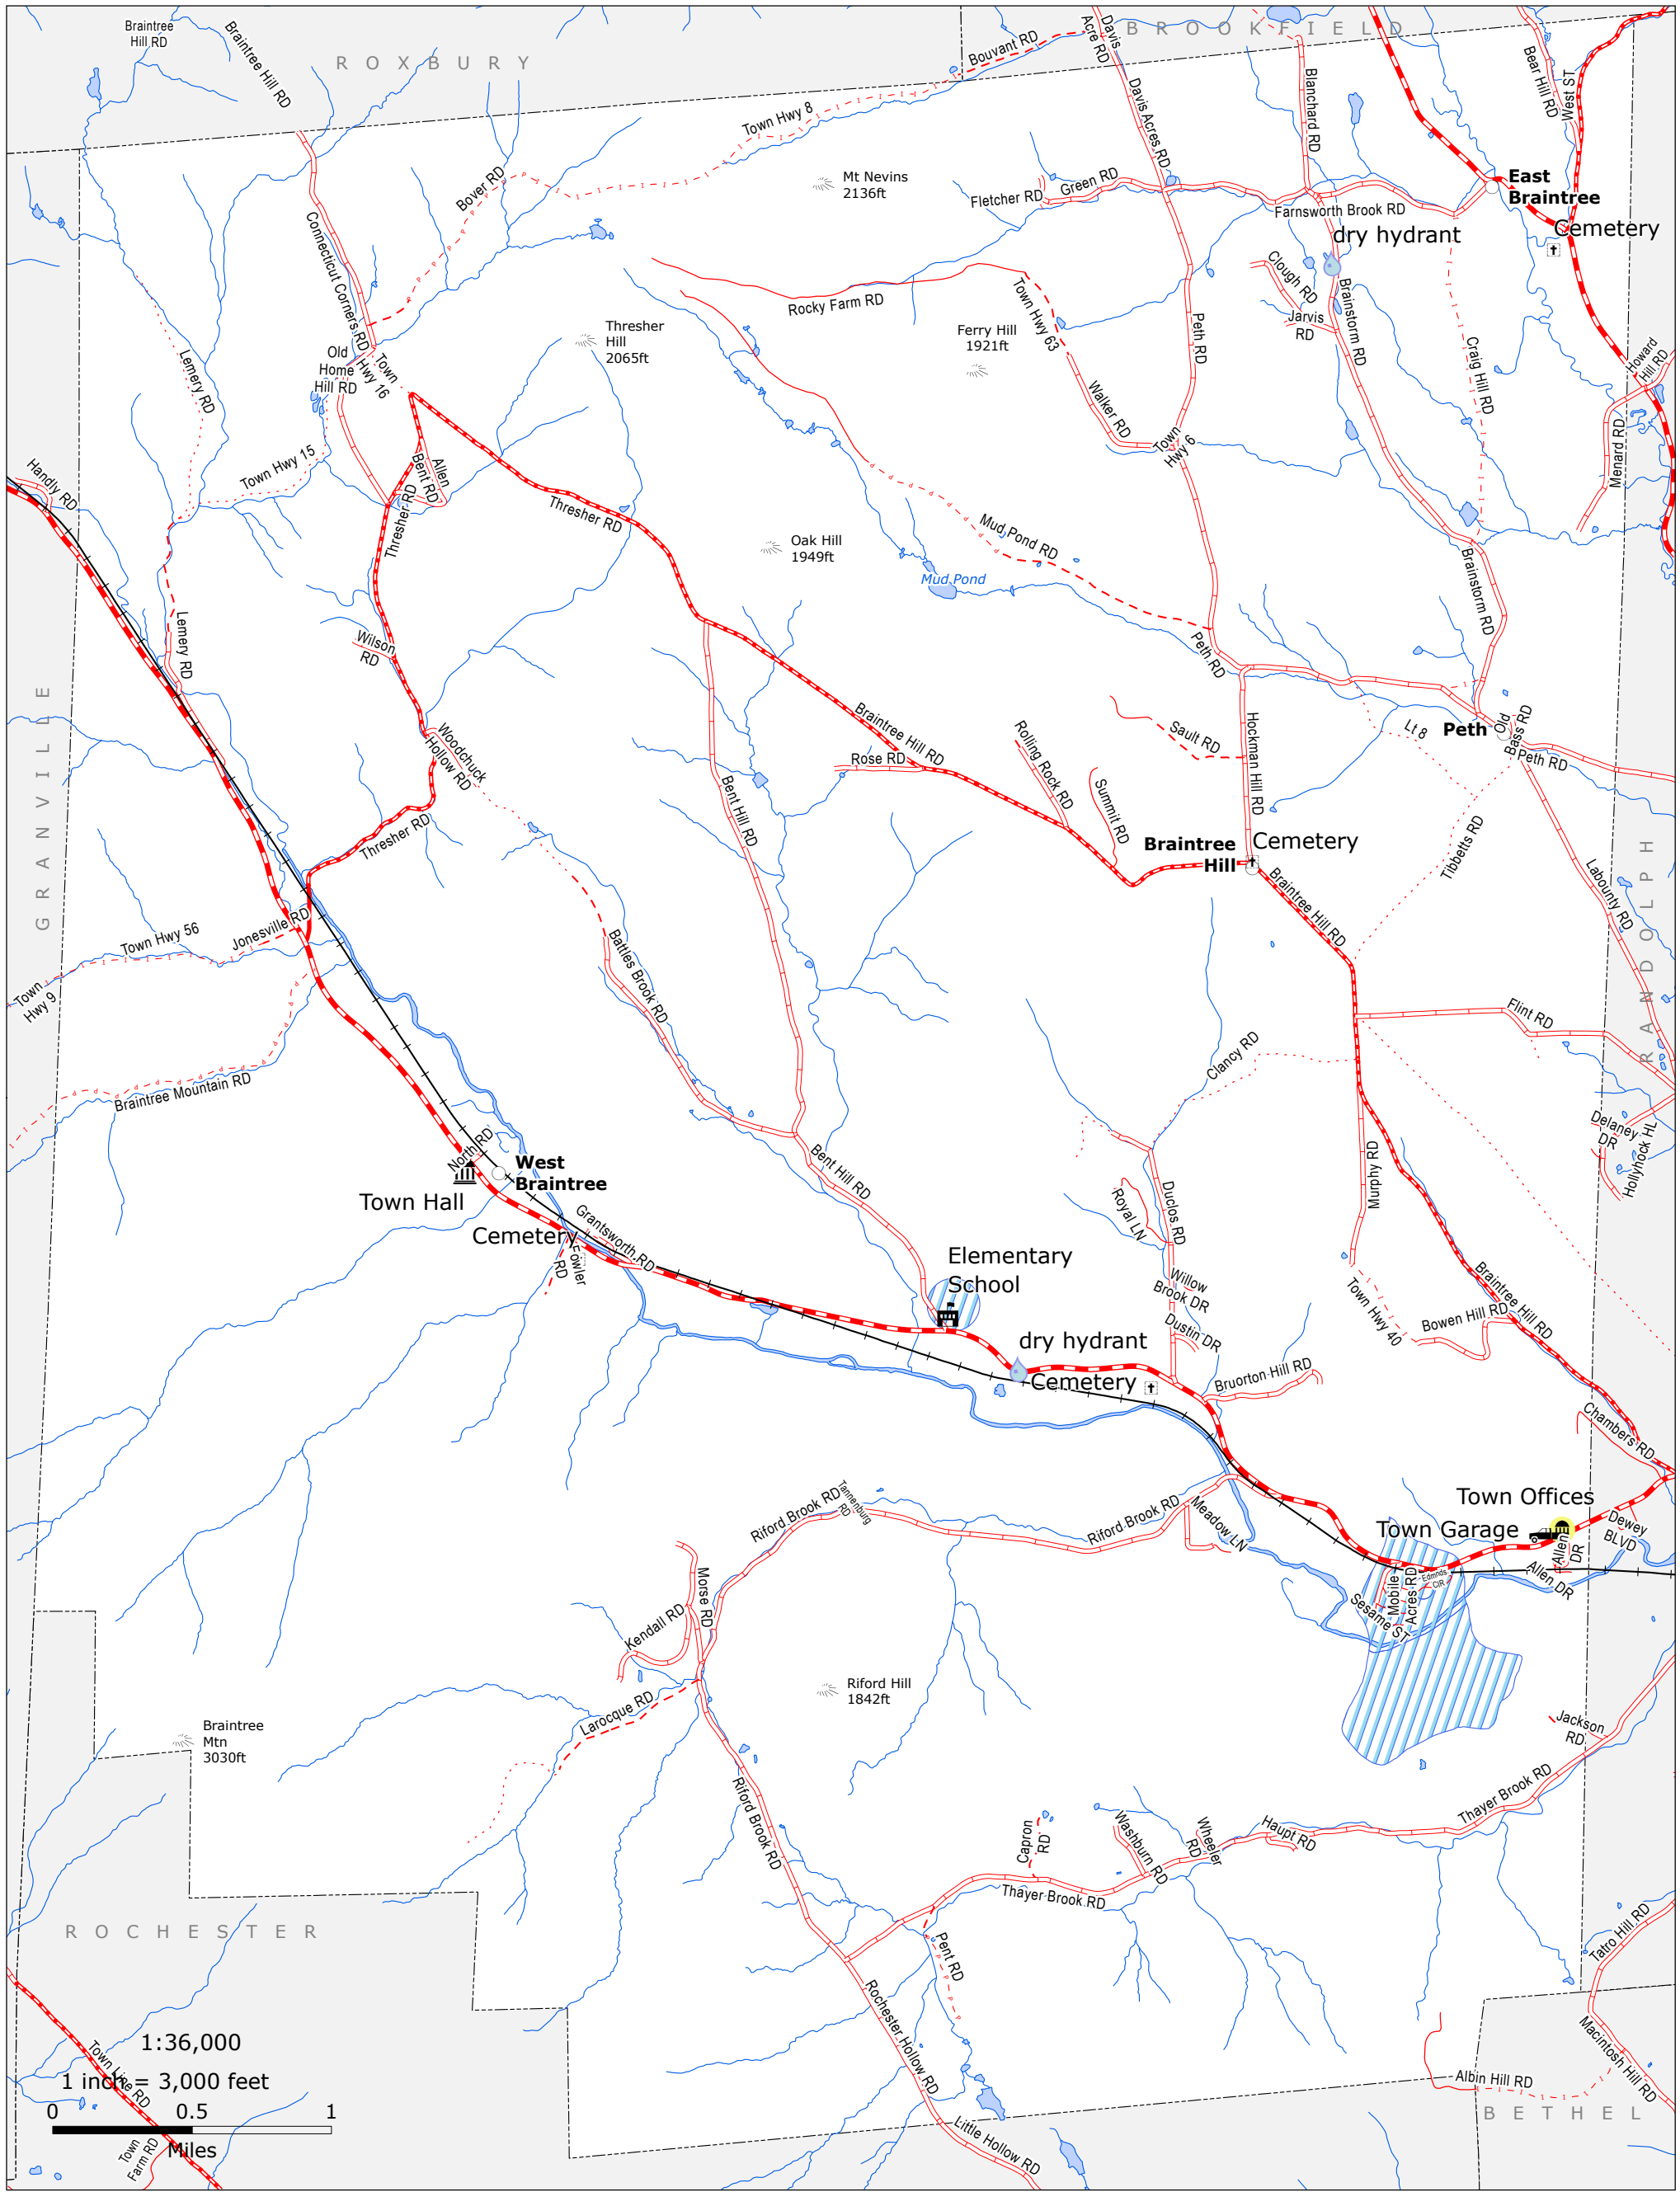 Braintree
Hill RD
Braintree Hill RD
ROXBURY
BROOKFIELD
Davis
Acre RD
Bouvant RD
Town Hwy 8
Davis Acres RD
Blanchard RD
Bear Hill RD
West ST
Bover RD
Mt Nevins
2136ft
Fletcher RD
Green RD
Farnsworth Brook RD
East
Braintree
Cemetery
dry hydrant
Connecticut Corners RD
Clough RD
Jarvis
RD
Brainstorm RD
Rocky Farm RD
Town Hwy 63
Ferry Hill
1921ft
Peth RD
Craig Hill RD
Howard
Hill RD
Thresher
Hill
2065ft
Lemery RD
Old
Home
Hill RD
Town
Hwy 16
Walker RD
Town
Hwy 6
Menard RD
Handly RD
Town Hwy 15
Allen
Bent RD
Thresher RD
Thresher RD
Mud Pond RD
Oak Hill
1949ft
Mud Pond
Brainstorm RD
Lemery RD
Wilson
RD
Peth RD
GRANVILLE
Woodchuck
Hollow RD
Braintree Hill RD
Rose RD
Rolling Rock RD
Sault RD
Hockman Hill RD
Lt 8
Peth
Old
Bass RD
Peth RD
Summit RD
Bent Hill RD
Thresher RD
Braintree
Hill
Cemetery
Tibbetts RD
Labounty RD
RANDOLPH
Braintree Hill RD
Town Hwy 56
Jonesville RD
Town
Hwy 9
Battles Brook RD
Flint RD
Clancy RD
Braintree Mountain RD
Delaney
DR
Hollyhock HL
North RD
West
Braintree
Town Hall
Bent Hill RD
Murphy RD
Royal LN
Duclos RD
Cemetery
Grantsworth RD
Fowler
RD
Elementary
School
Willow
Brook DR
Braintree Hill RD
Town Hwy 40
Bowen Hill RD
dry hydrant
Dustin DR
Cemetery
Bruorton Hill RD
Chambers RD
Tannenburg
RD
Riford Brook RD
Riford Brook RD
Meadow LN
Town Offices
Town Garage
Dewey
BLVD
Allen
DR
Allen DR
Edmnds
CIR
Mobile
Acres RD
Sesame ST
Morse RD
Kendall RD
Larocque RD
Riford Hill
1842ft
Braintree
Mtn
3030ft
Jackson
RD
Riford Brook RD
Thayer Brook RD
Capron
RD
Washburn RD
Wheeler
RD
Haupt RD
Thayer Brook RD
ROCHESTER
Pent RD
Tatro Hill RD
Rochester Hollow RD
Macintosh Hill RD
Albin Hill RD
BETHEL
Little Hollow RD
Town Line RD
Town
Farm RD
1:36,000
1 inch = 3,000 feet
0 0.5 1
Miles